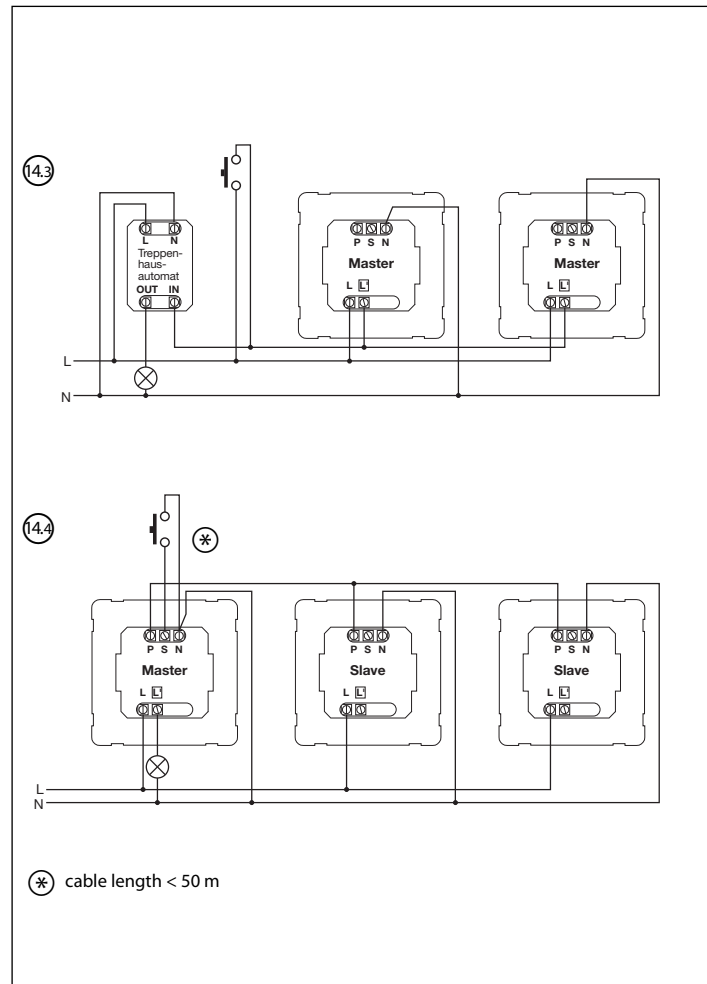 14.3
L N
Treppen-
haus-
automat
OUT IN
P S N
Master
L L'
P S N
Master
L L'
L
N
14.4
*
P S N
Master
L L'
P S N
Slave
L L'
P S N
Slave
L L'
L
N
* cable length < 50 m